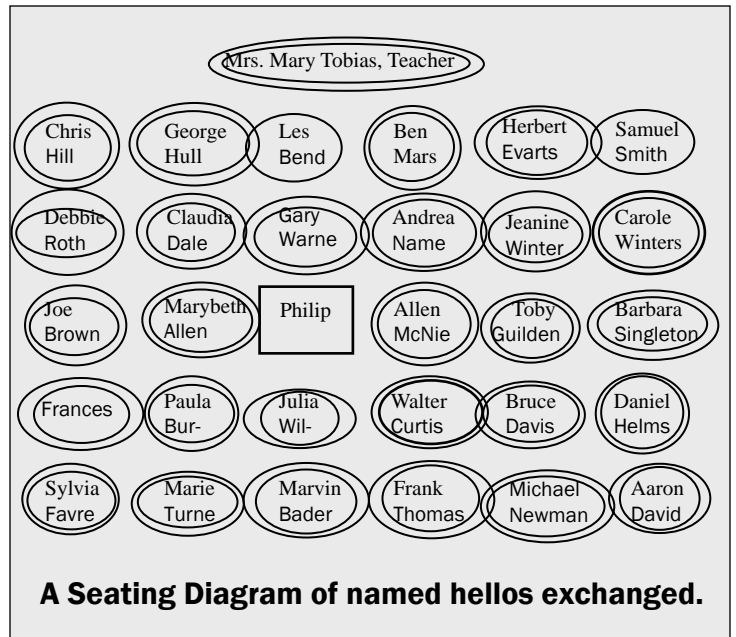 Mrs. Mary Tobias, Teacher
Chris
Hill
George
Hull
Les
Bend
Ben
Mars
Herbert
Evarts
Samuel
Smith
Debbie
Roth
Claudia
Dale
Gary
Warne
Andrea
Name
Jeanine
Winter
Carole
Winters
Joe
Brown
Marybeth
Allen
Philip
Allen
McNie
Toby
Guilden
Barbara
Singleton
Frances
Paula
Bur-
Julia
Wil-
Walter
Curtis
Bruce
Davis
Daniel
Helms
Sylvia
Favre
Marie
Turne
Marvin
Bader
Frank
Thomas
Michael
Newman
Aaron
David
A Seating Diagram of named hellos exchanged.